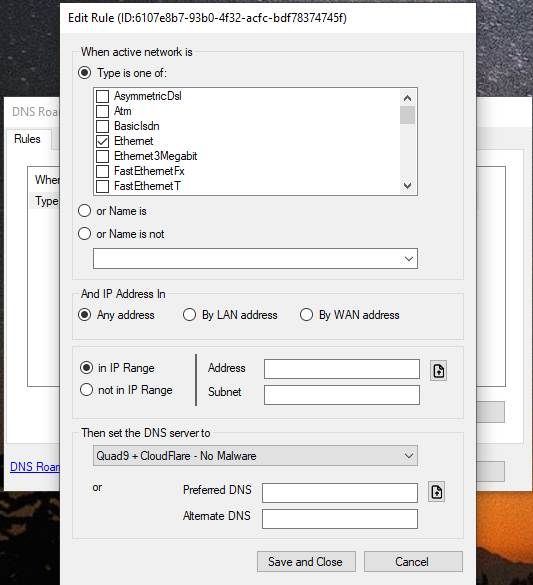 Edit Rule (ID:6107e8b7-93b0-4f32-acfc-bdf78374745f)
DNS Roam
Rules
When
Type
When active network is
Type is one of:
AsymmetricDsl
Atm
BasicIsdn
Ethernet
Ethernet3Megabit
FastEthernetFx
FastEthernetT
or Name is
or Name is not
And IP Address In
Any address
By LAN address
By WAN address
in IP Range
not in IP Range
Address
Subnet
Then set the DNS server to
Quad9 + CloudFlare - No Malware
DNS Roam
or
Preferred DNS
Alternate DNS
Save and Close
Cancel